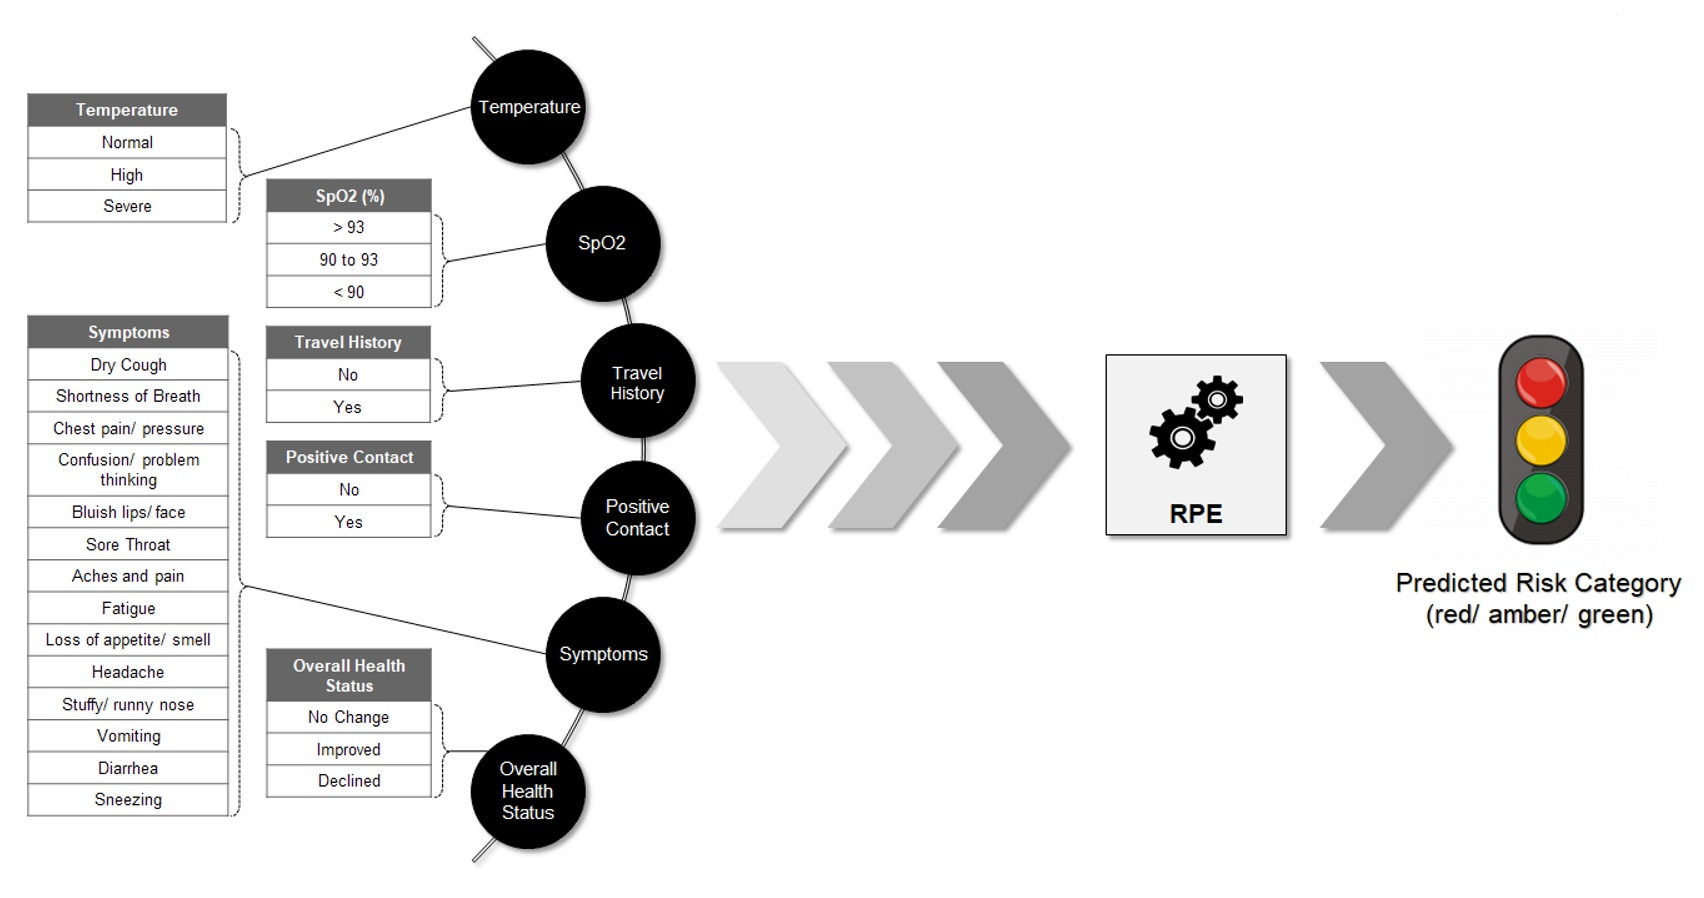 Temperature
Normal
High
Severe
SpO2 (%)
> 93
90 to 93
< 90
Travel History
No
Yes
Positive Contact
No
Yes
Symptoms
Dry Cough
Shortness of Breath
Chest pain/ pressure
Confusion/ problem
thinking
Bluish lips/ face
Sore Throat
Aches and pain
Fatigue
Loss of appetite/ smell
Headache
Stuffy/ runny nose
Vomiting
Diarrhea
Sneezing
Overall Health
Status
No Change
Improved
Declined
Temperature
SpO2
Travel
History
Positive
Contact
Symptoms
Overall
Health
Status
RPE
Predicted Risk Category
(red/ amber/ green)